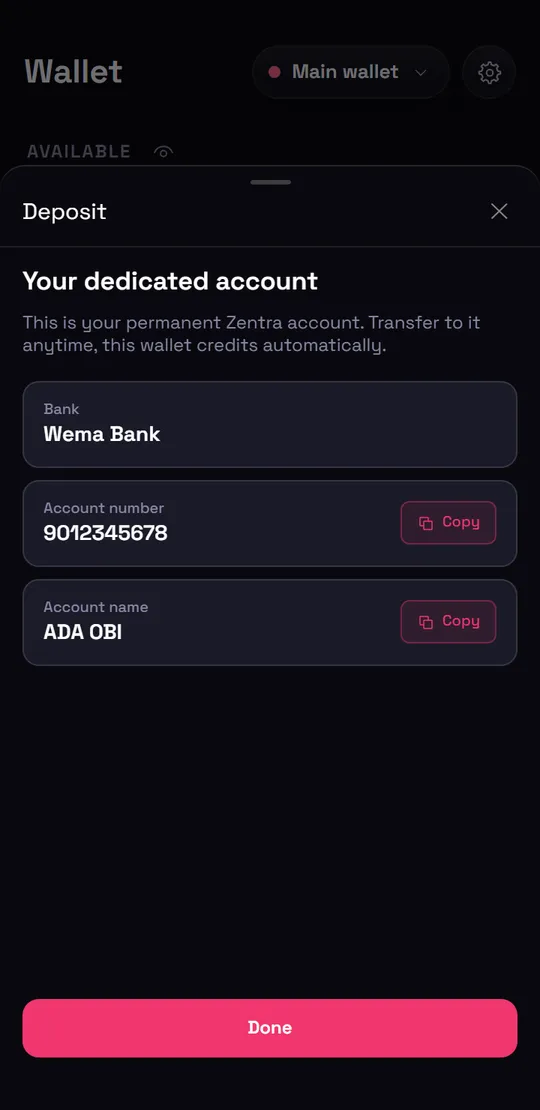 Wallet
Main wallet
AVAILABLE
Deposit
Your dedicated account
This is your permanent Zentra account. Transfer to it
anytime, this wallet credits automatically.
Bank
Wema Bank
Account number
9012345678
Copy
Account name
ADA OBI
Copy
Done